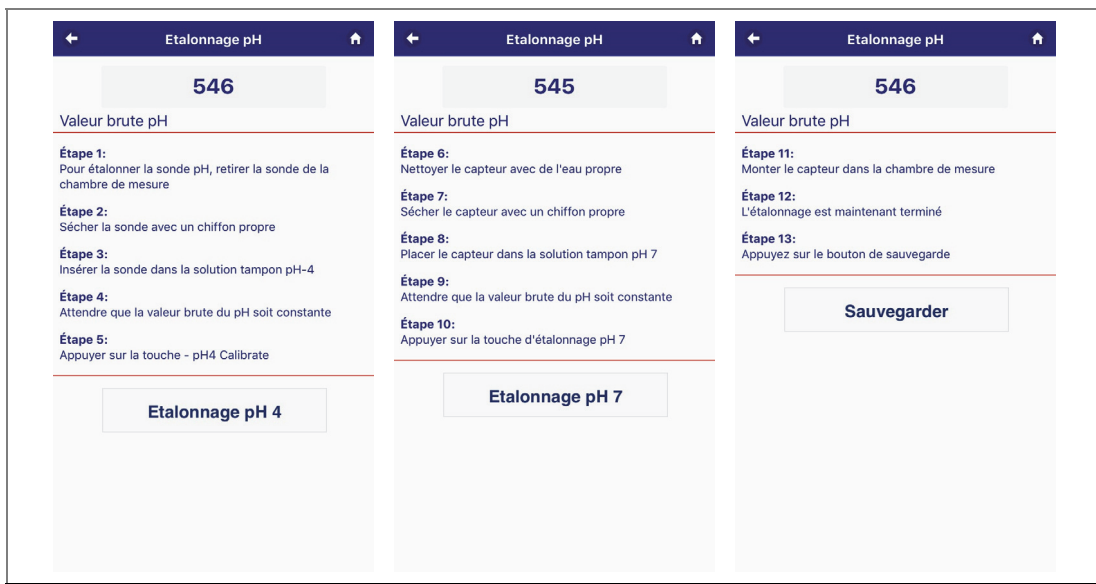 Etalonnage pH
546
Valeur brute pH
Étape 1:
Pour étalonner la sonde pH, retirer la sonde de la
chambre de mesure
Étape 2:
Sécher la sonde avec un chiffon propre
Étape 3:
Insérer la sonde dans la solution tampon pH-4
Étape 4:
Attendre que la valeur brute du pH soit constante
Étape 5:
Appuyer sur la touche - pH4 Calibrate
Etalonnage pH 4
Etalonnage pH
545
Valeur brute pH
Étape 6:
Nettoyer le capteur avec de l'eau propre
Étape 7:
Sécher le capteur avec un chiffon propre
Étape 8:
Placer le capteur dans la solution tampon pH 7
Étape 9:
Attendre que la valeur brute du pH soit constante
Étape 10:
Appuyer sur la touche d'étalonnage pH 7
Etalonnage pH 7
Etalonnage pH
546
Valeur brute pH
Étape 11:
Monter le capteur dans la chambre de mesure
Étape 12:
L'étalonnage est maintenant terminé
Étape 13:
Appuyez sur le bouton de sauvegarde
Sauvegarder